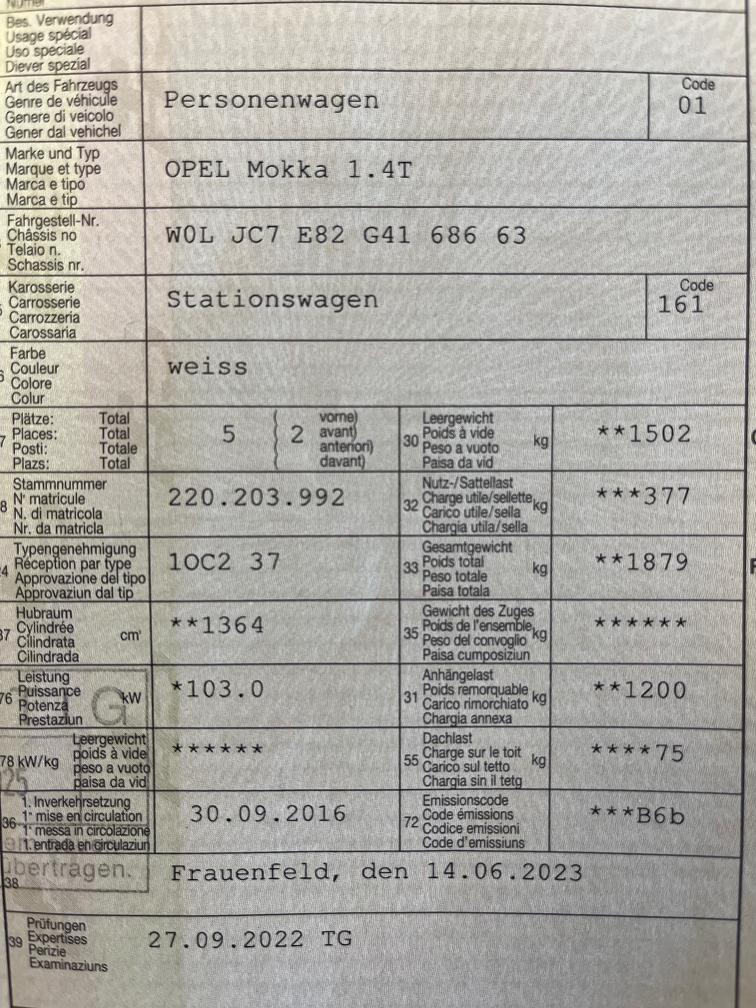 Bes. Verwendung
Usage spécial
Uso speciale
Diever spezial
Art des Fahrzeugs
Genre de véhicule
Genere di veicolo
Gener dal vehichel
Personenwagen
Code
01
Marke und Typ
Marque et type
Marca e tipo
Marca e tip
OPEL Mokka 1.4T
Fahrgestell-Nr.
Châssis no
Telaio n.
Schassis nr.
W0L JC7 E82 G41 686 63
Karosserie
Carrosserie
Carrozzeria
Carossaria
Stationswagen
Code
161
Farbe
Couleur
Colore
Colur
weiss
7
Plätze: Total
Places: Total
Posti: Totale
Plazs: Total
5
2
vorne)
avant)
anteriori)
davant)
30
Leergewicht
Poids à vide
Peso a vuoto
Paisa da vid
kg
**1502
8
Stammnummer
N° matricule
N. di matricola
Nr. da matricla
220.203.992
32
Nutz-/Sattellast
Charge utile/sellette
Carico utile/sella
Chargia utila/sella
kg
***377
4
Typengenehmigung
Réception par type
Approvazione del tipo
Approvaziun dal tip
1OC2 37
33
Gesamtgewicht
Poids total
Peso totale
Paisa totala
kg
**1879
37
Hubraum
Cylindrée
Cilindrata
Cilindrada
cm³
**1364
35
Gewicht des Zuges
Poids de l'ensemble
Peso del convoglio
Paisa cumposiziun
kg
******
76
Leistung
Puissance
Potenza
Prestaziun
kW
*103.0
31
Anhängelast
Poids remorquable
Carico rimorchiato
Chargia annexa
kg
**1200
78 kW/kg
Leergewicht
poids à vide
peso a vuoto
paisa da vid
******
55
Dachlast
Charge sur le toit
Carico sul tetto
Chargia sin il tetg
kg
****75
36
1. Inverkehrsetzung
1° mise en circulation
1° messa in circolazione
1. entrada en circulaziun
30.09.2016
72
Emissionscode
Code émissions
Codice emissioni
Code d'emissiuns
***B6b
übertragen.
38
Frauenfeld, den 14.06.2023
39
Prüfungen
Expertises
Perizie
Examinaziuns
27.09.2022 TG